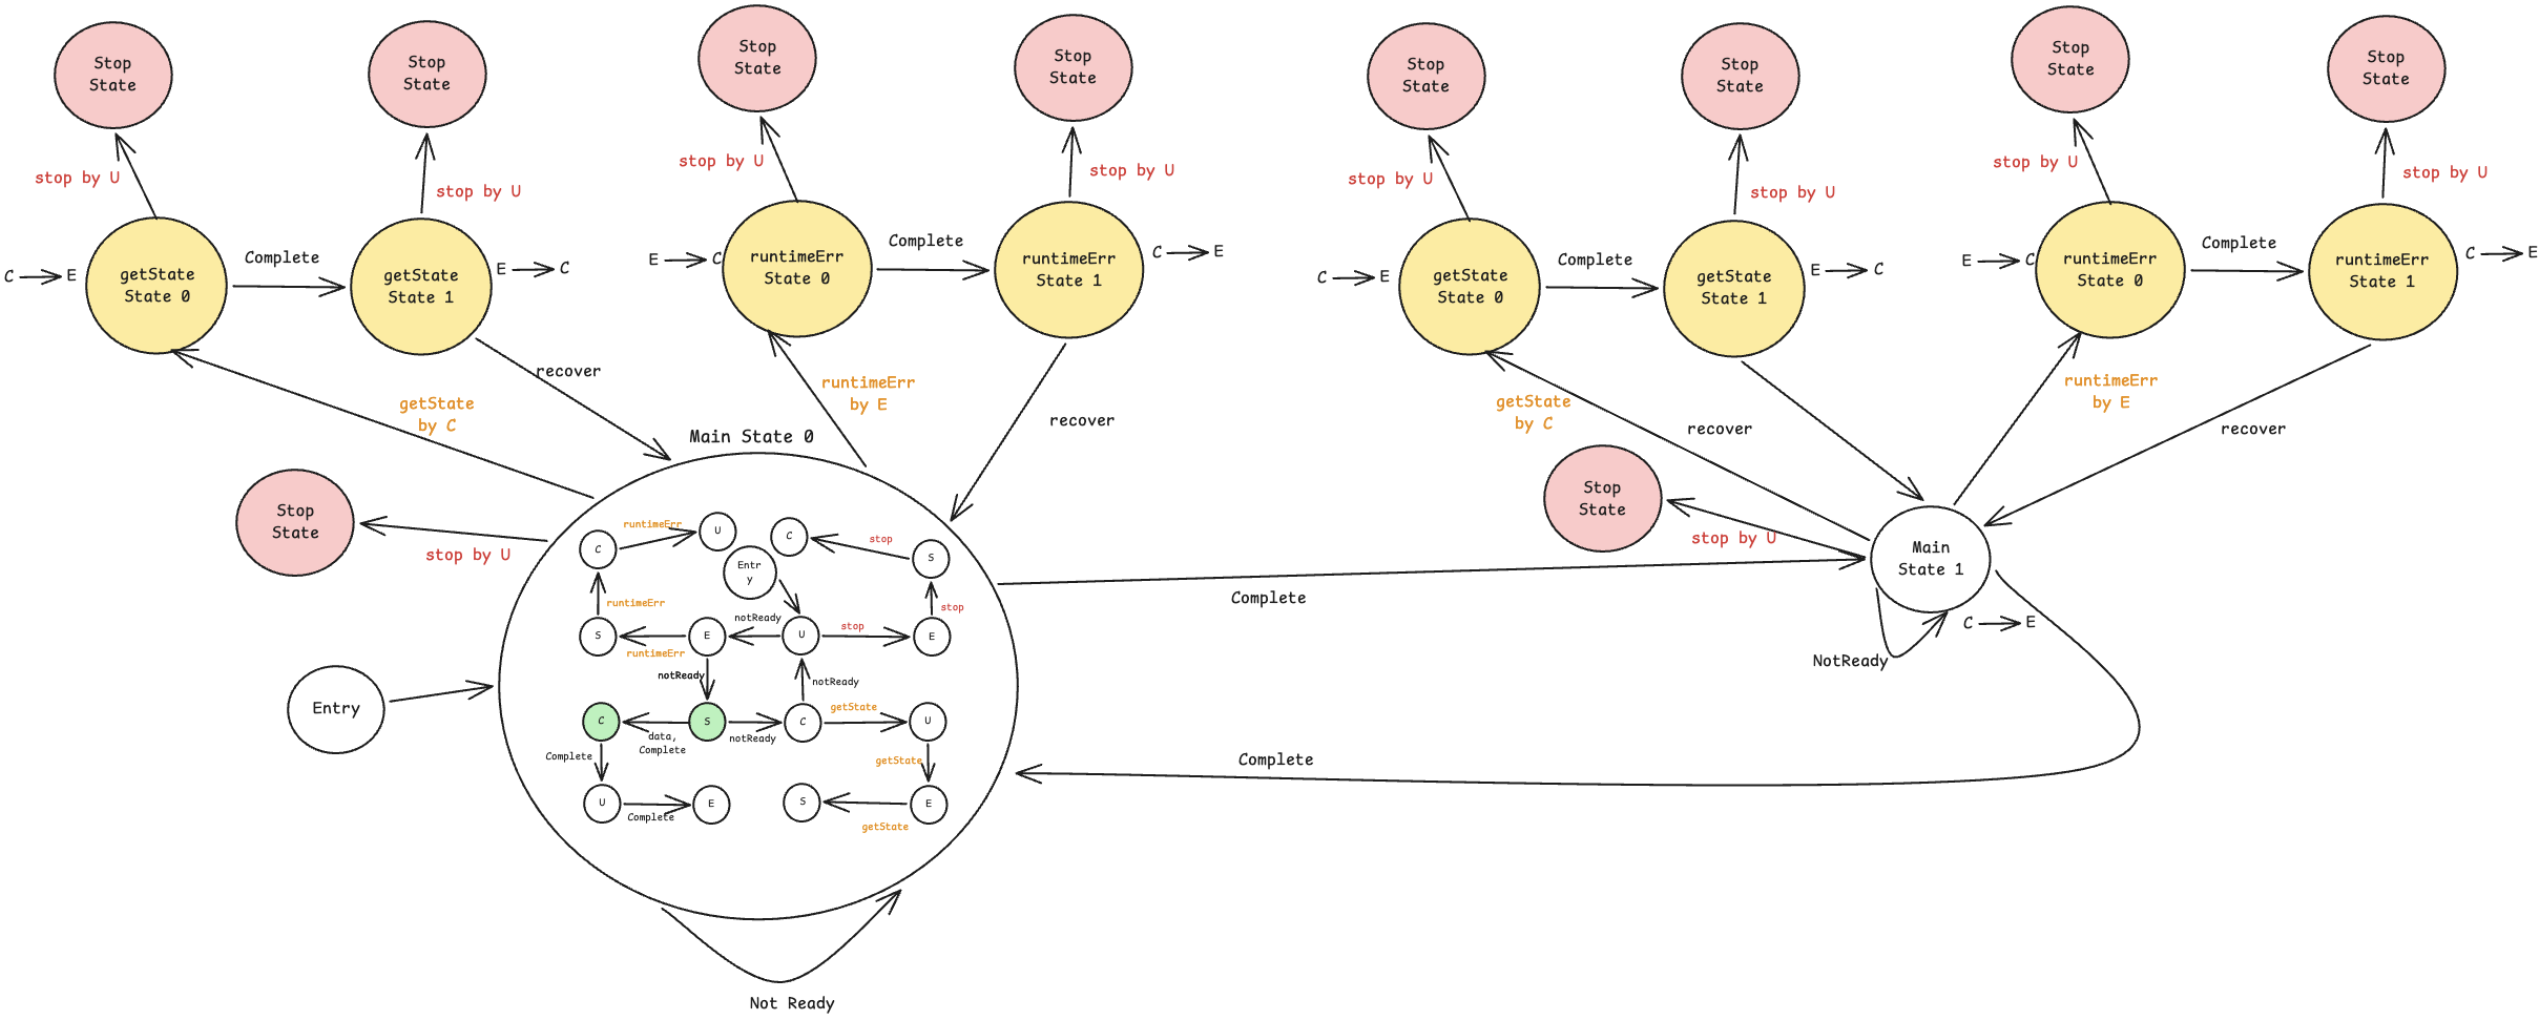 Stop
State
Stop
State
Stop
State
Stop
State
Stop
State
Stop
State
Stop
State
Stop
State
stop by U
stop by U
stop by U
stop by U
stop by U
stop by U
stop by U
stop by U
C
E
getState
State 0
Complete
getState
State 1
E
C
E
C
runtimeErr
State 0
Complete
runtimeErr
State 1
C
E
C
E
getState
State 0
Complete
getState
State 1
E
C
E
C
runtimeErr
State 0
Complete
runtimeErr
State 1
C
E
getState
by C
recover
runtimeErr
by E
recover
getState
by C
recover
runtimeErr
by E
recover
Main State 0
Stop
State
stop by U
Entry
C
runtimeErr
U
C
stop
S
Entr
y
runtimeErr
stop
S
runtimeErr
E
notReady
U
stop
E
notReady
notReady
C
data,
Complete
S
notReady
C
getState
U
Complete
getState
U
Complete
E
S
getState
E
Not Ready
Complete
Stop
State
stop by U
Main
State 1
NotReady
C
E
Complete